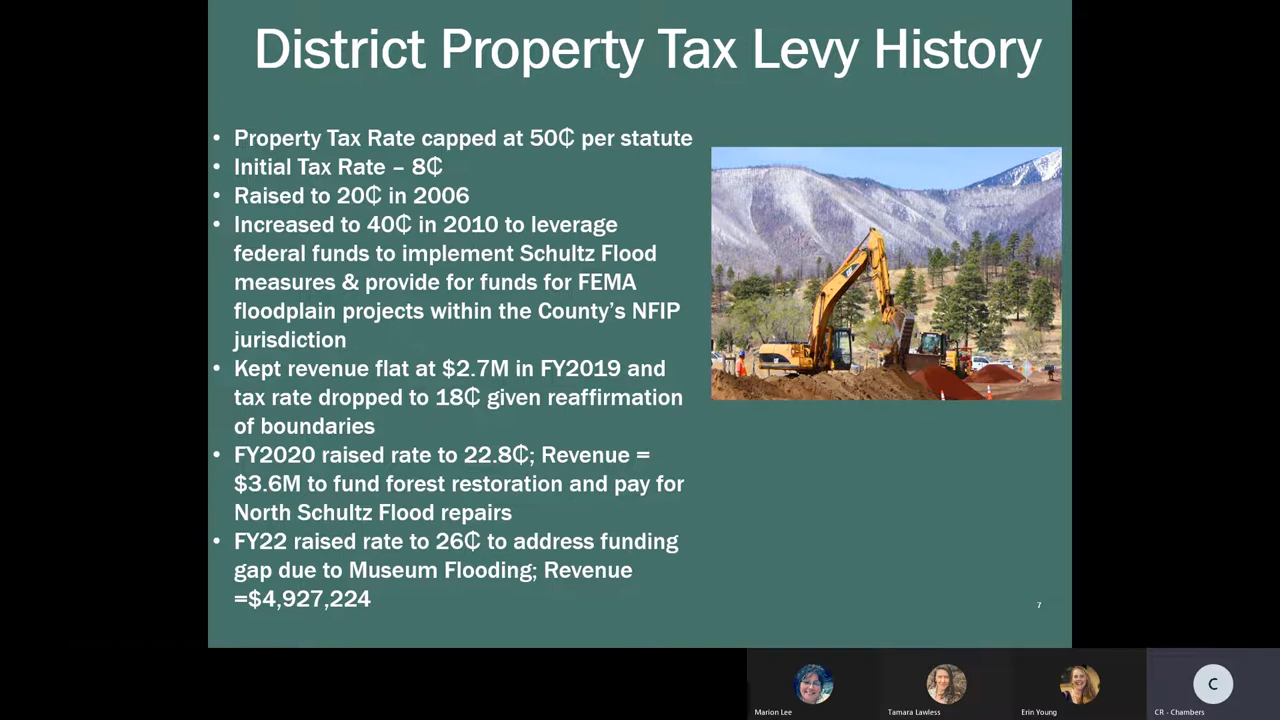 District Property Tax Levy History
• Property Tax Rate capped at 50₵ per statute
• Initial Tax Rate – 8₵
• Raised to 20₵ in 2006
• Increased to 40₵ in 2010 to leverage
federal funds to implement Schultz Flood
measures & provide for funds for FEMA
floodplain projects within the County’s NFIP
jurisdiction
• Kept revenue flat at $2.7M in FY2019 and
tax rate dropped to 18₵ given reaffirmation
of boundaries
• FY2020 raised rate to 22.8₵; Revenue =
$3.6M to fund forest restoration and pay for
North Schultz Flood repairs
• FY22 raised rate to 26₵ to address funding
gap due to Museum Flooding; Revenue
=$4,927,224
7
C
Marion Lee
Tamara Lawless
Erin Young
CR - Chambers